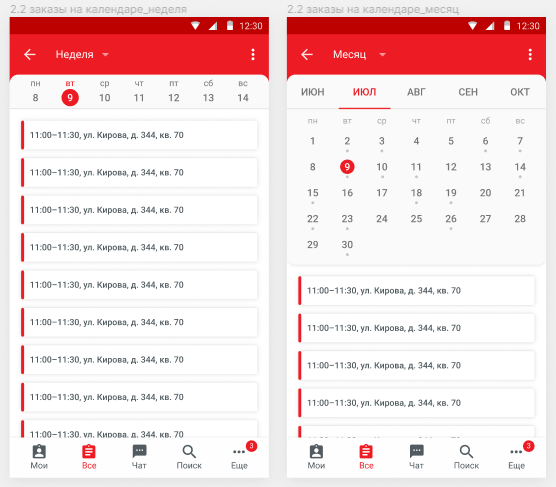 2.2 заказы на календаре_неделя
12:30
Неделя
пн вт ср чт пт сб вс
8 9 10 11 12 13 14
11:00–11:30, ул. Кирова, д. 344, кв. 70
11:00–11:30, ул. Кирова, д. 344, кв. 70
11:00–11:30, ул. Кирова, д. 344, кв. 70
11:00–11:30, ул. Кирова, д. 344, кв. 70
11:00–11:30, ул. Кирова, д. 344, кв. 70
11:00–11:30, ул. Кирова, д. 344, кв. 70
11:00–11:30, ул. Кирова, д. 344, кв. 70
11:00–11:30, ул. Кирова, д. 344, кв. 70
11:00–11:30, ул. Кирова, д. 344, кв. 70
3
Мои Все Чат Поиск Еще
2.2 заказы на календаре_месяц
12:30
Месяц
ИЮН ИЮЛ АВГ СЕН ОКТ
пн вт ср чт пт сб вс
1 2 3 4 5 6 7
8 9 10 11 12 13 14
15 16 17 18 19 20 21
22 23 24 25 26 27 28
29 30
11:00–11:30, ул. Кирова, д. 344, кв. 70
11:00–11:30, ул. Кирова, д. 344, кв. 70
11:00–11:30, ул. Кирова, д. 344, кв. 70
11:00–11:30, ул. Кирова, д. 344, кв. 70
11:00–11:30, ул. Кирова, д. 344, кв. 70
3
Мои Все Чат Поиск Еще